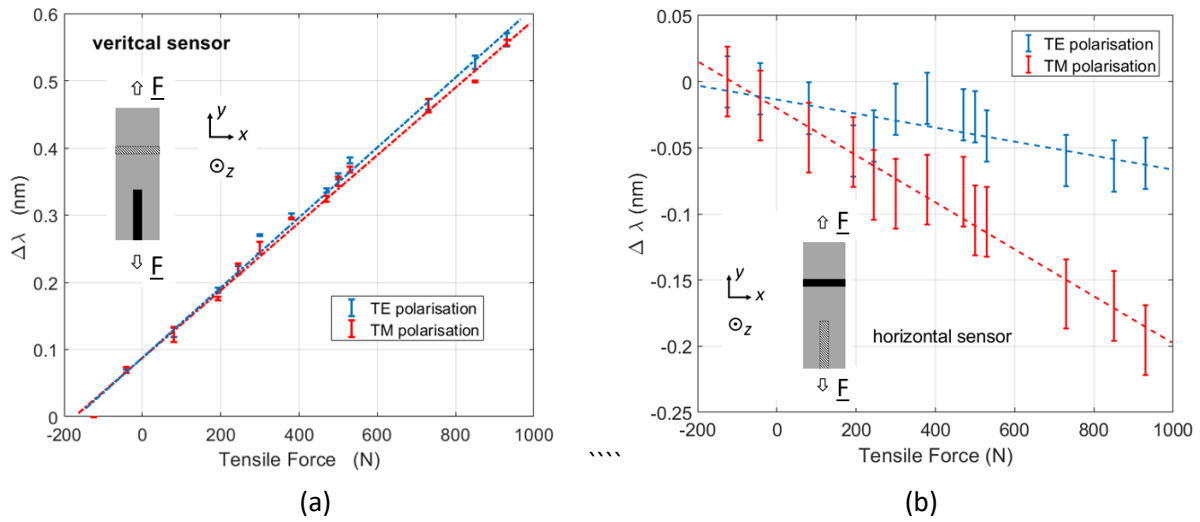 veritcal sensor
F
y
x
z
F
TE polarisation
TM polarisation
0.6
0.5
0.4
0.3
0.2
0.1
0
Δ λ (nm)
-200 0 200 400 600 800 1000
Tensile Force (N)
(a)
````
TE polarisation
TM polarisation
0.05
0
-0.05
-0.1
-0.15
-0.2
-0.25
Δ λ (nm)
F
y
x
z
horizontal sensor
F
-200 0 200 400 600 800 1000
Tensile Force (N)
(b)